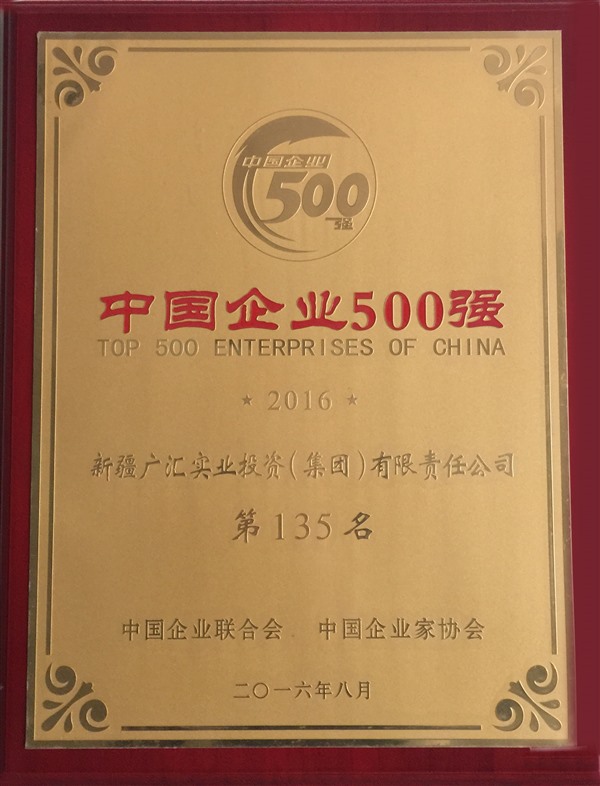 中国企业
500
强
中国企业500强
TOP 500 ENTERPRISES OF CHINA
★ 2016 ★
新疆广汇实业投资(集团)有限责任公司
第135名
中国企业联合会 中国企业家协会
二〇一六年八月